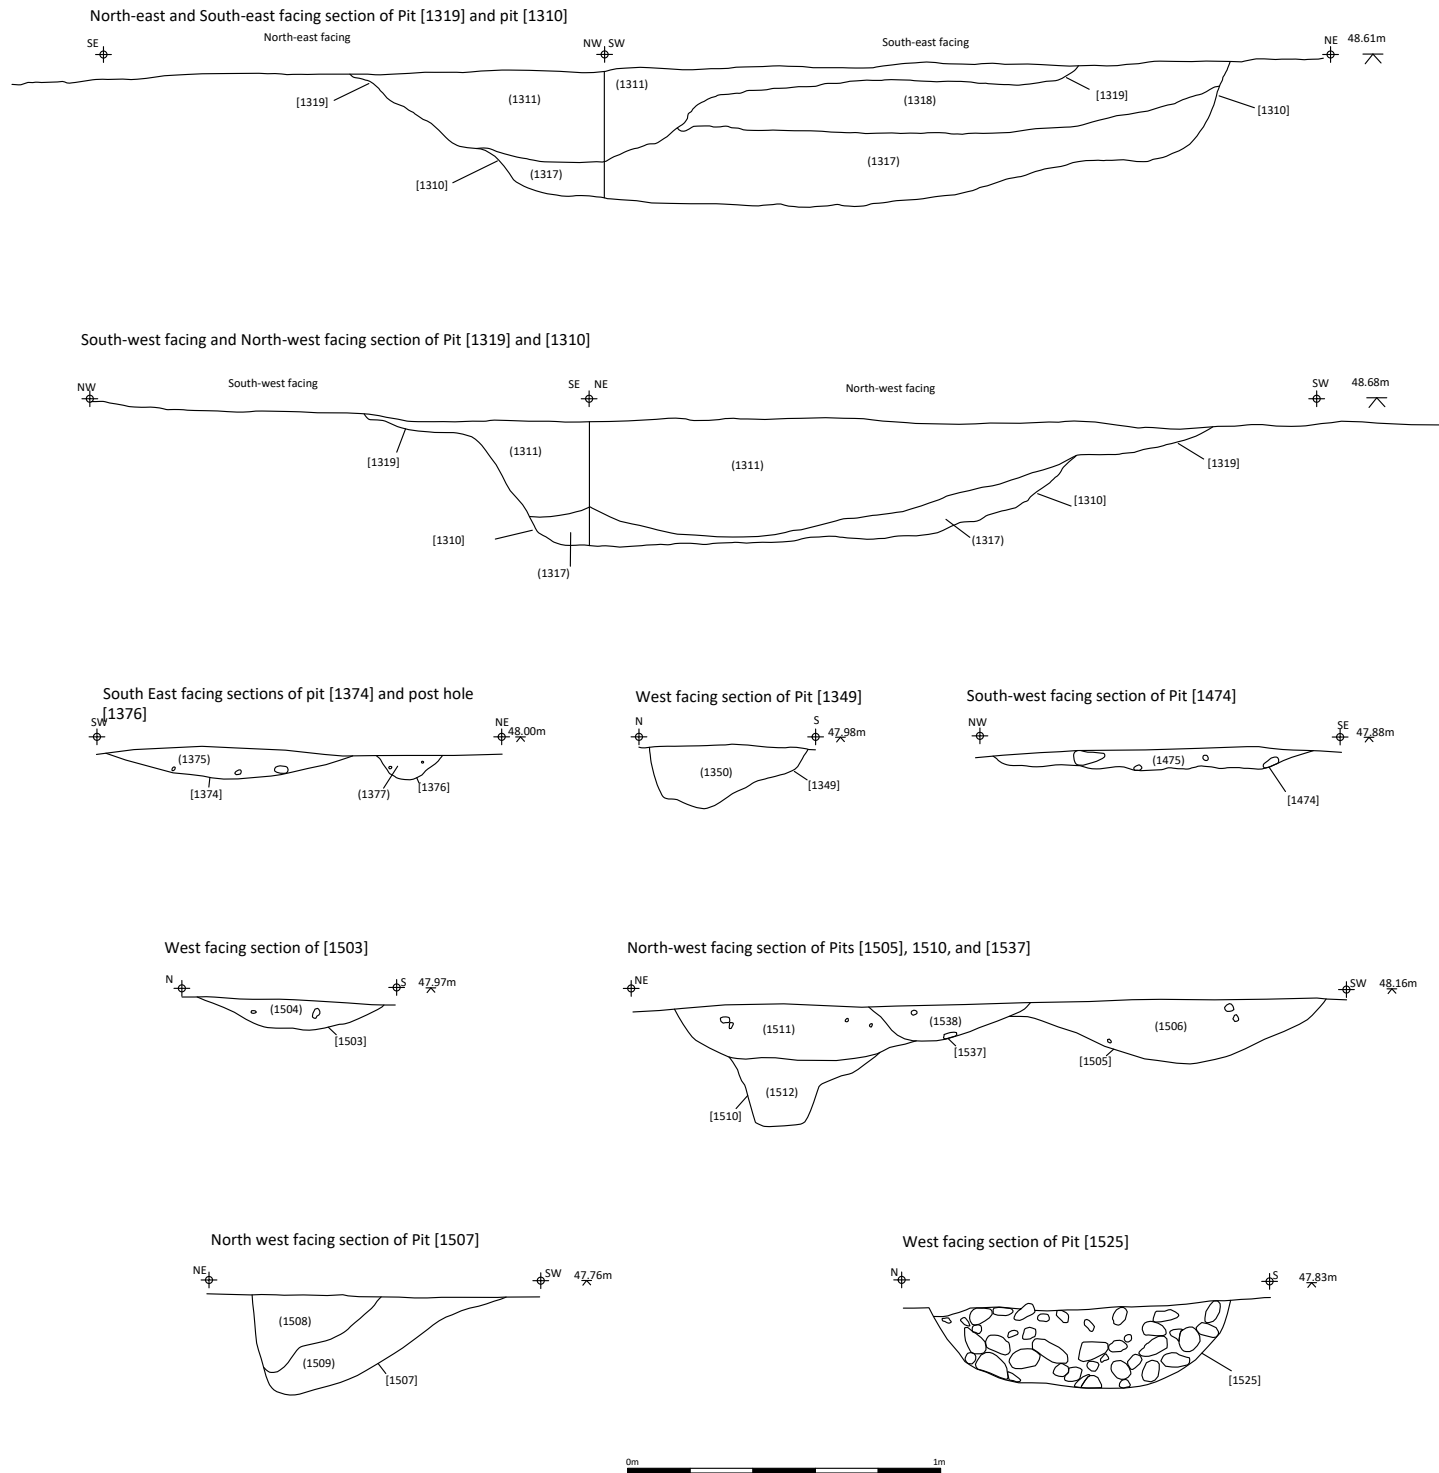 North-east and South-east facing section of Pit [1319] and pit [1310]
SE
North-east facing
NW SW
South-east facing
NE 48.61m
[1319]
(1311)
(1311)
(1318)
[1319]
[1310]
[1310]
(1317)
(1317)
South-west facing and North-west facing section of Pit [1319] and [1310]
NW
South-west facing
SE NE
North-west facing
SW 48.68m
[1319]
(1311)
(1311)
[1319]
[1310]
[1310]
(1317)
(1317)
South East facing sections of pit [1374] and post hole
[1376]
SW
NE 48.00m
(1375)
[1374]
(1377)
[1376]
West facing section of Pit [1349]
N
S
47.98m
(1350)
[1349]
South-west facing section of Pit [1474]
NW
SE
47.88m
(1475)
[1474]
West facing section of [1503]
N
S 47.97m
(1504)
[1503]
North-west facing section of Pits [1505], 1510, and [1537]
NE
SW 48.16m
(1511)
(1538)
(1506)
[1537]
[1505]
(1512)
[1510]
North west facing section of Pit [1507]
NE
SW 47.76m
(1508)
(1509)
[1507]
West facing section of Pit [1525]
N
S 47.83m
[1525]
0m
1m